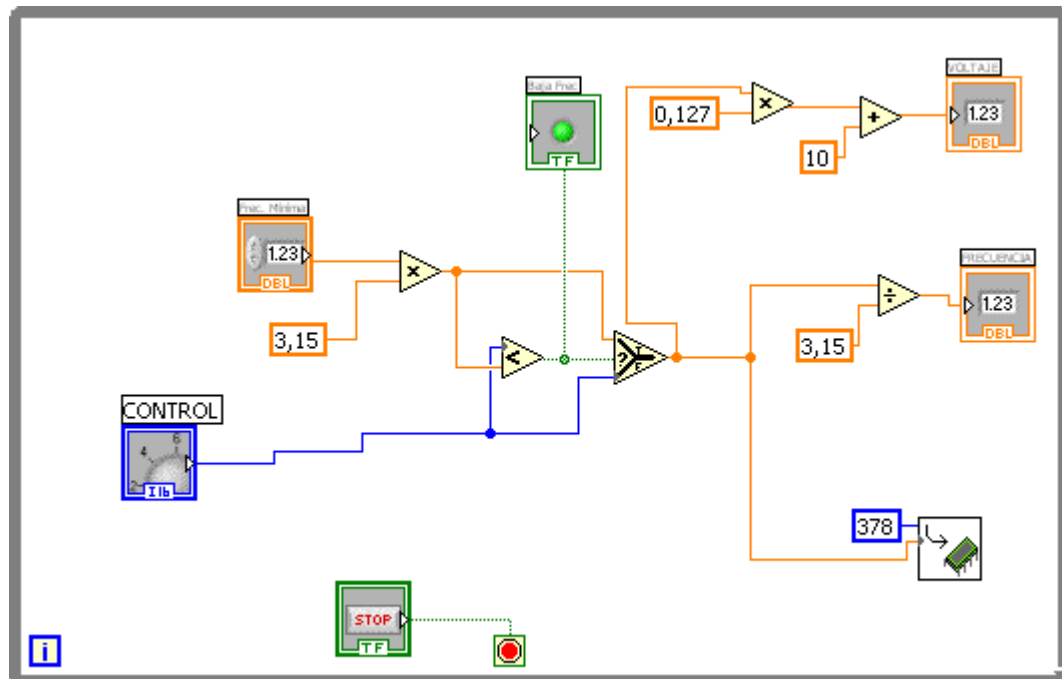 VOLTAJE
Baja Frec.
0,127
×
+
1.23
DBL
10
TF
Frec. Mínima
1.23
DBL
×
FRECUENCIA
÷
1.23
DBL
3,15
3,15
<
?
T
F
CONTROL
2
4
6
I16
378
STOP
TF
i